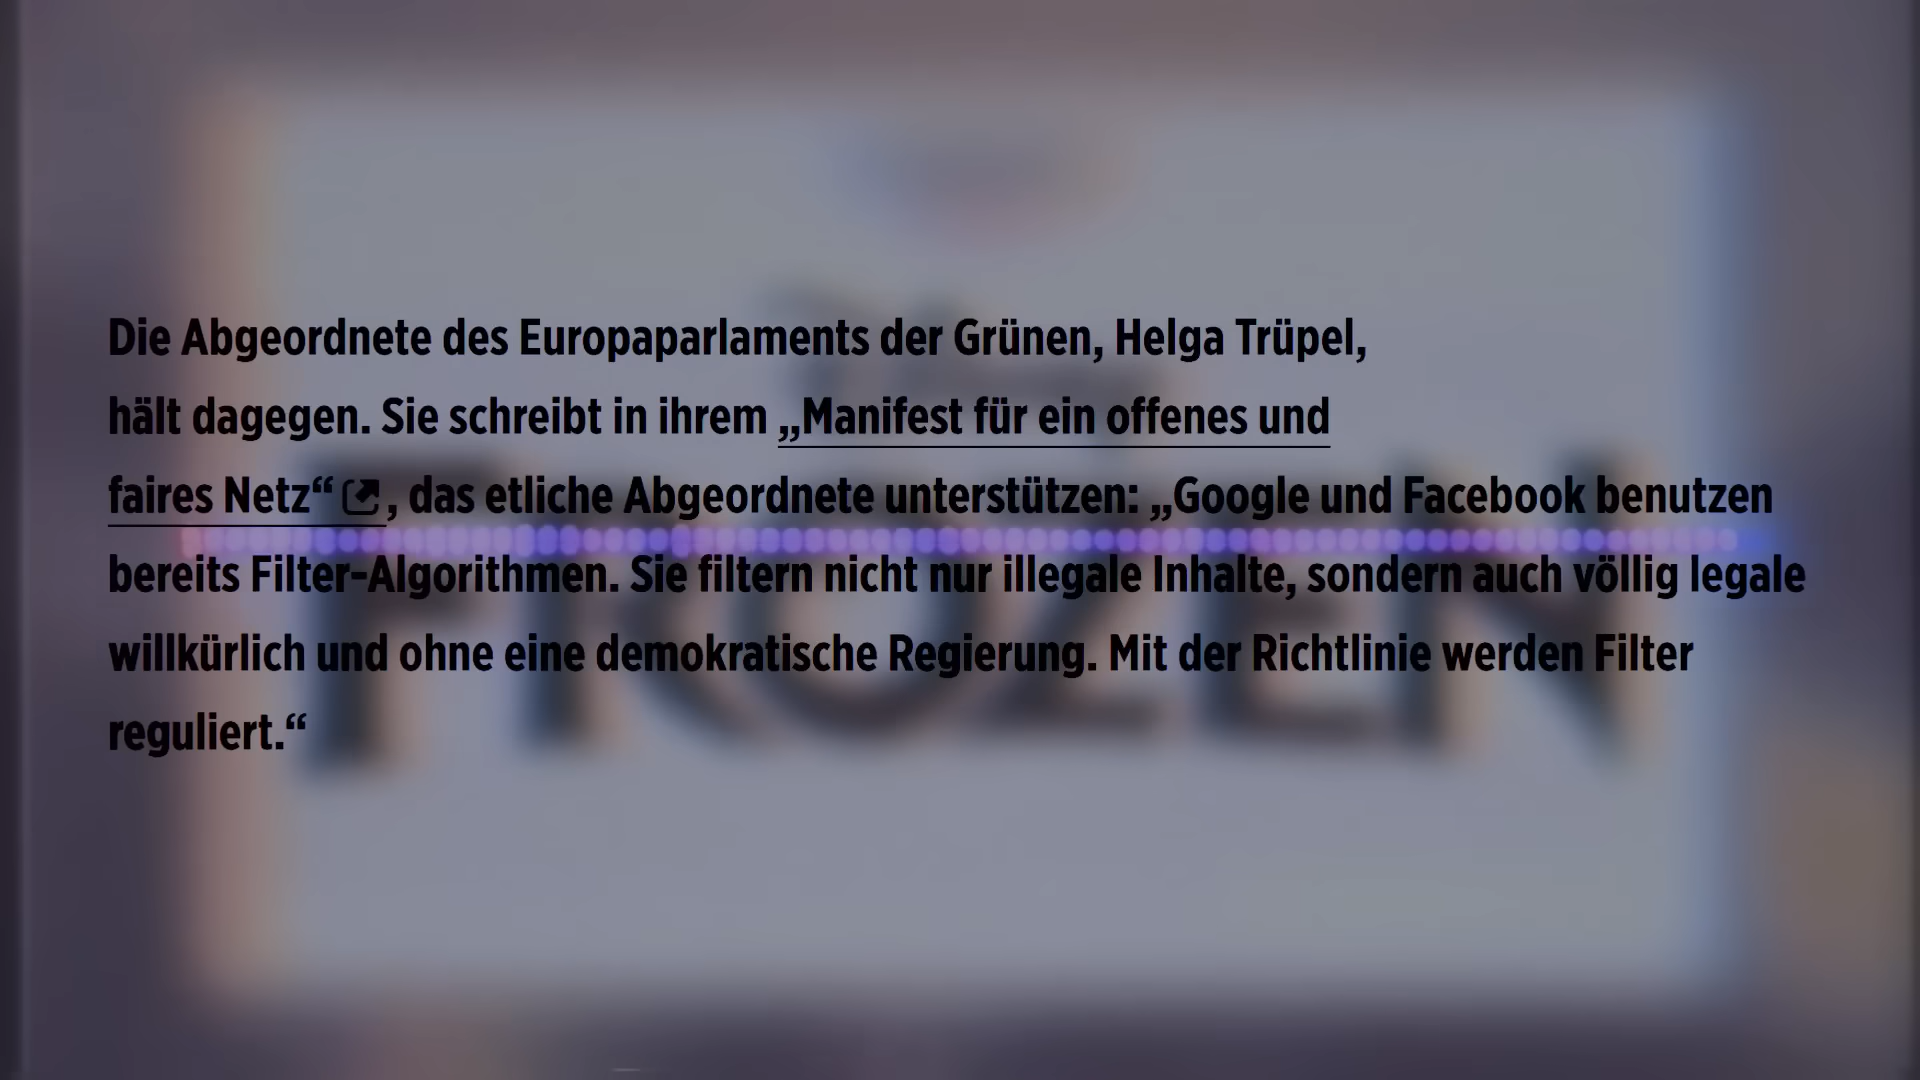 Die Abgeordnete des Europaparlaments der Grünen, Helga Trüpel,
hält dagegen. Sie schreibt in ihrem „Manifest für ein offenes und
faires Netz“, das etliche Abgeordnete unterstützen: „Google und Facebook benutzen
bereits Filter-Algorithmen. Sie filtern nicht nur illegale Inhalte, sondern auch völlig legale
willkürlich und ohne eine demokratische Regierung. Mit der Richtlinie werden Filter
reguliert.“
FROZEN